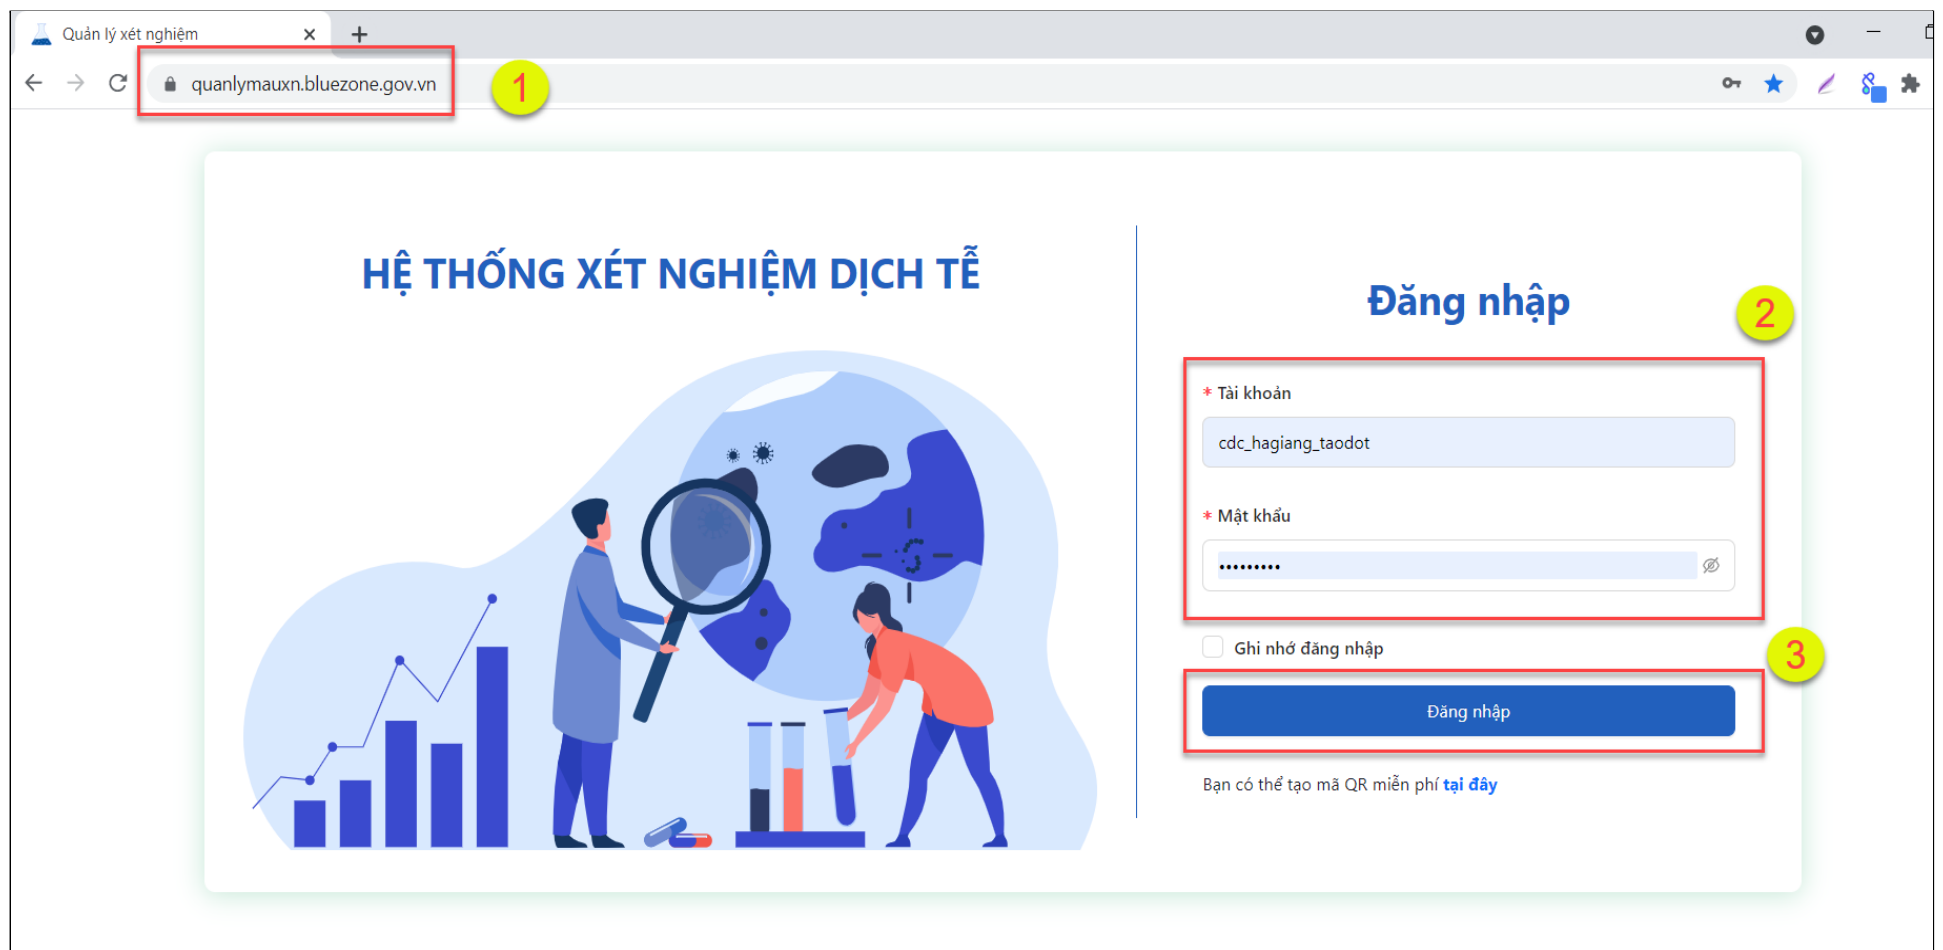 Quản lý xét nghiệm
quanlymauxn.bluezone.gov.vn
1
HỆ THỐNG XÉT NGHIỆM DỊCH TỄ
Đăng nhập
2
* Tài khoản
cdc_hagiang_taodot
* Mật khẩu
•••••••••
Ghi nhớ đăng nhập
3
Đăng nhập
Bạn có thể tạo mã QR miễn phí tại đây